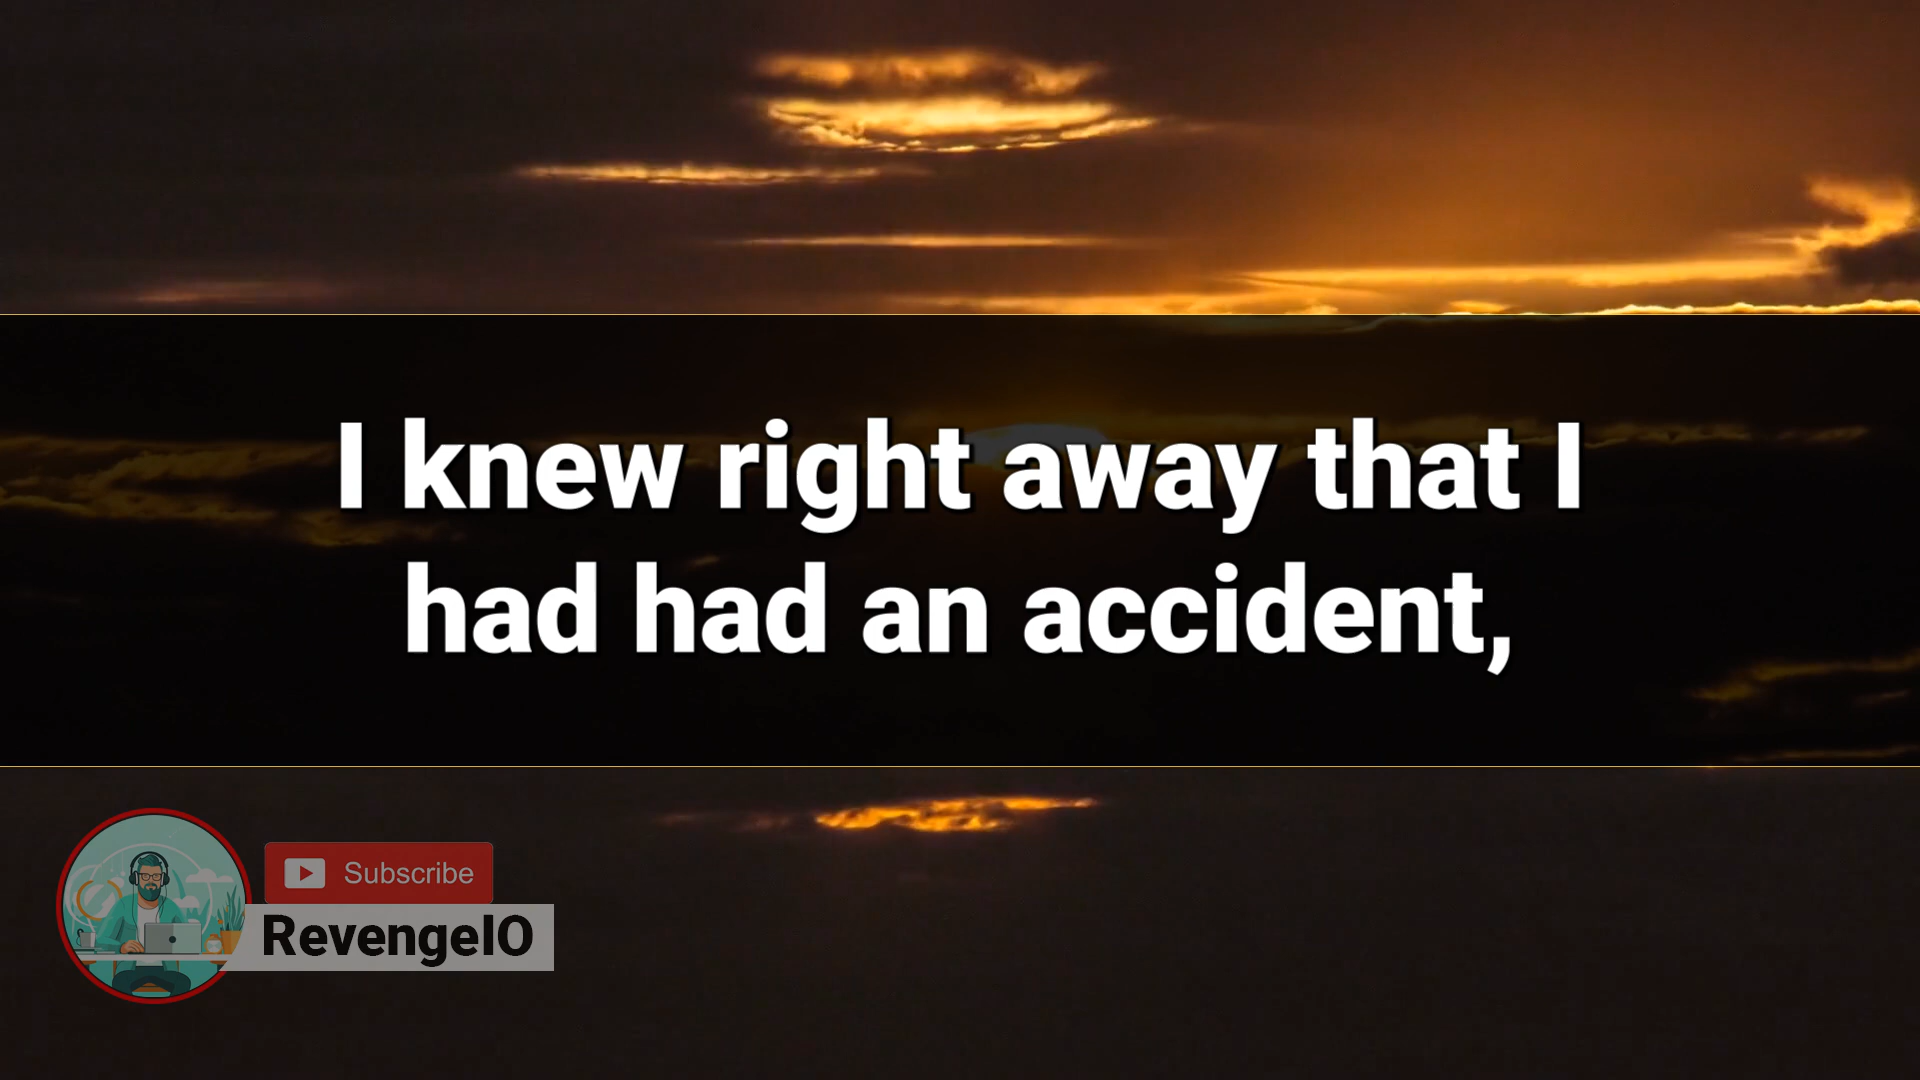 I knew right away that I
had had an accident,
Subscribe
RevengeIO